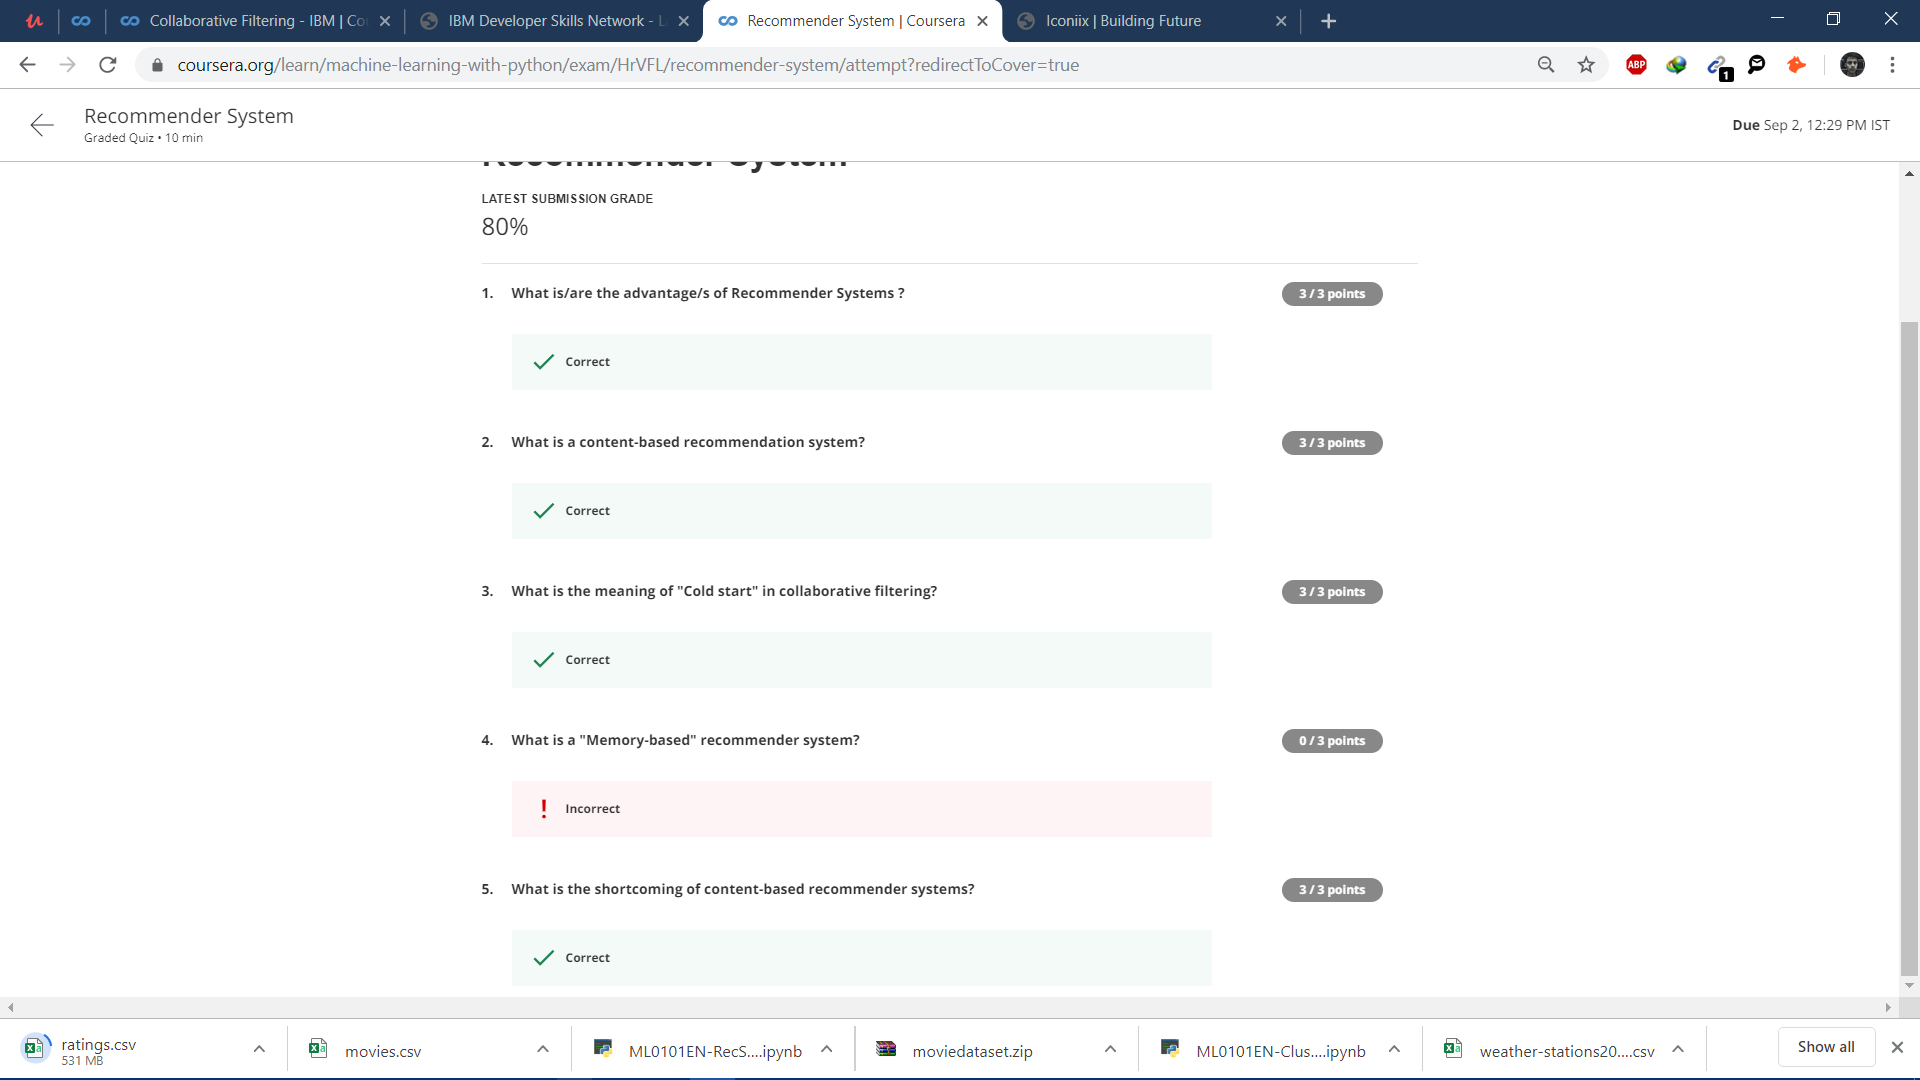 Collaborative Filtering - IBM | Co
IBM Developer Skills Network - L
Recommender System | Coursera
Iconiix | Building Future
coursera.org/learn/machine-learning-with-python/exam/HrVFL/recommender-system/attempt?redirectToCover=true
ABP
1
Recommender System
Graded Quiz • 10 min
Due Sep 2, 12:29 PM IST
Recommender System
LATEST SUBMISSION GRADE
80%
1. What is/are the advantage/s of Recommender Systems ?
3 / 3 points
Correct
2. What is a content-based recommendation system?
3 / 3 points
Correct
3. What is the meaning of "Cold start" in collaborative filtering?
3 / 3 points
Correct
4. What is a "Memory-based" recommender system?
0 / 3 points
Incorrect
5. What is the shortcoming of content-based recommender systems?
3 / 3 points
Correct
ratings.csv
531 MB
movies.csv
ML0101EN-RecS....ipynb
moviedataset.zip
ML0101EN-Clus....ipynb
weather-stations20....csv
Show all